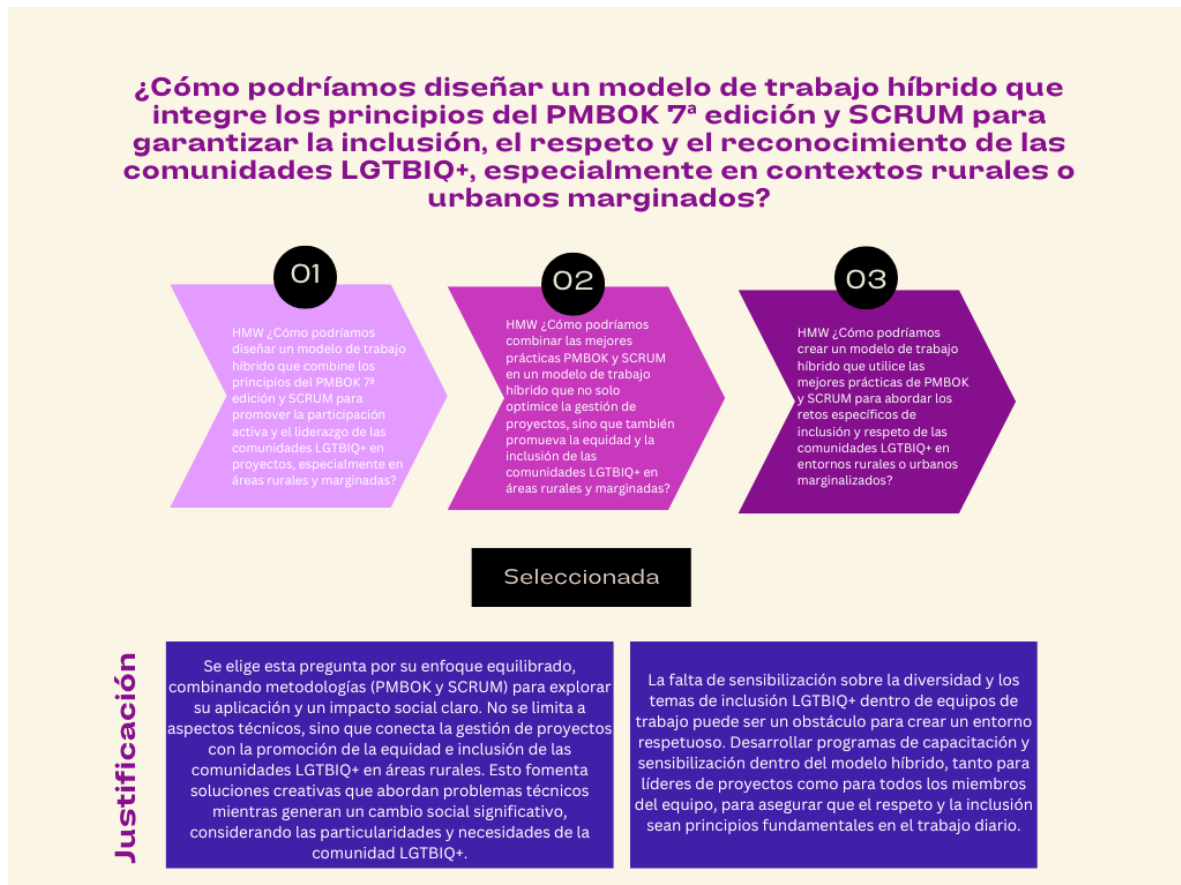 ¿Cómo podríamos diseñar un modelo de trabajo híbrido que
integre los principios del PMBOK 7ª edición y SCRUM para
garantizar la inclusión, el respeto y el reconocimiento de las
comunidades LGTBIQ+, especialmente en contextos rurales o
urbanos marginados?
01
HMW ¿Cómo podríamos
diseñar un modelo de trabajo
híbrido que combine los
principios del PMBOK 7ª
edición y SCRUM para
promover la participación
activa y el liderazgo de las
comunidades LGTBIQ+ en
proyectos, especialmente en
áreas rurales y marginadas?
02
HMW ¿Cómo podríamos
combinar las mejores
prácticas PMBOK y SCRUM
en un modelo de trabajo
híbrido que no solo
optimice la gestión de
proyectos, sino que también
promueva la equidad y la
inclusión de las
comunidades LGTBIQ+ en
áreas rurales y marginadas?
03
HMW ¿Cómo podríamos
crear un modelo de trabajo
híbrido que utilice las
mejores prácticas de PMBOK
y SCRUM para abordar los
retos específicos de
inclusión y respeto de las
comunidades LGTBIQ+ en
entornos rurales o urbanos
marginalizados?
Seleccionada
Justificación
Se elige esta pregunta por su enfoque equilibrado,
combinando metodologías (PMBOK y SCRUM) para explorar
su aplicación y un impacto social claro. No se limita a
aspectos técnicos, sino que conecta la gestión de proyectos
con la promoción de la equidad e inclusión de las
comunidades LGTBIQ+ en áreas rurales. Esto fomenta
soluciones creativas que abordan problemas técnicos
mientras generan un cambio social significativo,
considerando las particularidades y necesidades de la
comunidad LGTBIQ+.
La falta de sensibilización sobre la diversidad y los
temas de inclusión LGTBIQ+ dentro de equipos de
trabajo puede ser un obstáculo para crear un entorno
respetuoso. Desarrollar programas de capacitación y
sensibilización dentro del modelo híbrido, tanto para
líderes de proyectos como para todos los miembros
del equipo, para asegurar que el respeto y la inclusión
sean principios fundamentales en el trabajo diario.